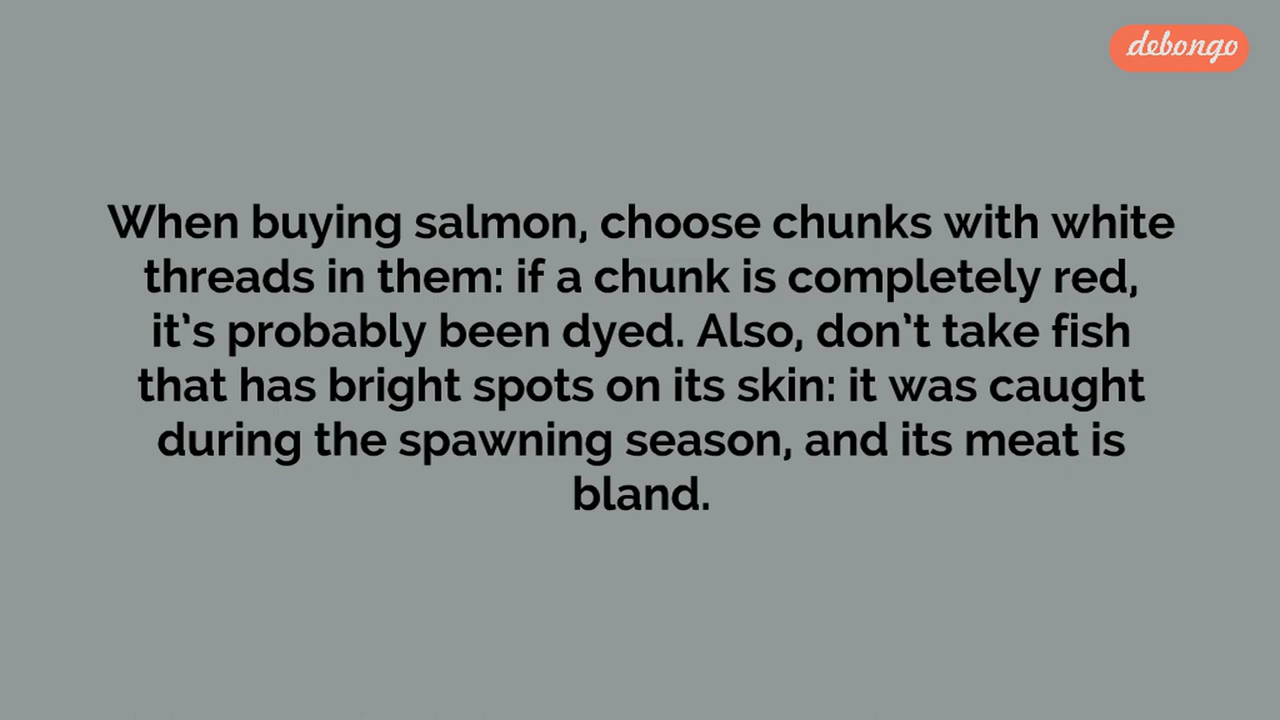 debongo
When buying salmon, choose chunks with white
threads in them: if a chunk is completely red,
it's probably been dyed. Also, don't take fish
that has bright spots on its skin: it was caught
during the spawning season, and its meat is
bland.